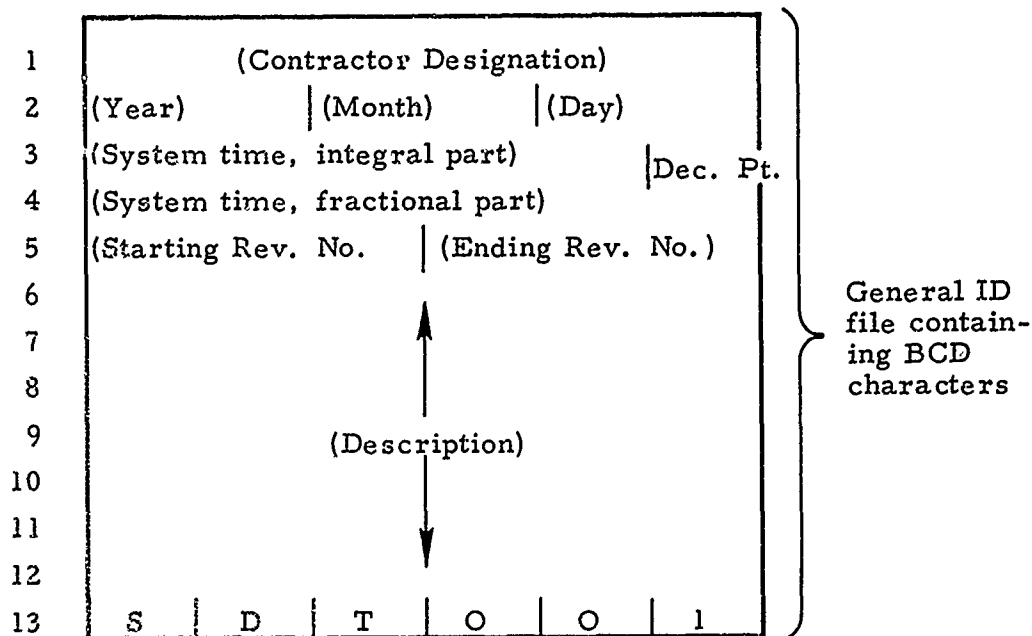 1 (Contractor Designation)
2 (Year) (Month) (Day)
3 (System time, integral part) Dec. Pt.
4 (System time, fractional part)
5 (Starting Rev. No. (Ending Rev. No.)
6 General ID
7 file contain-
ing BCD
8 characters
9 (Description)
10
11
12
13 S D T O O 1